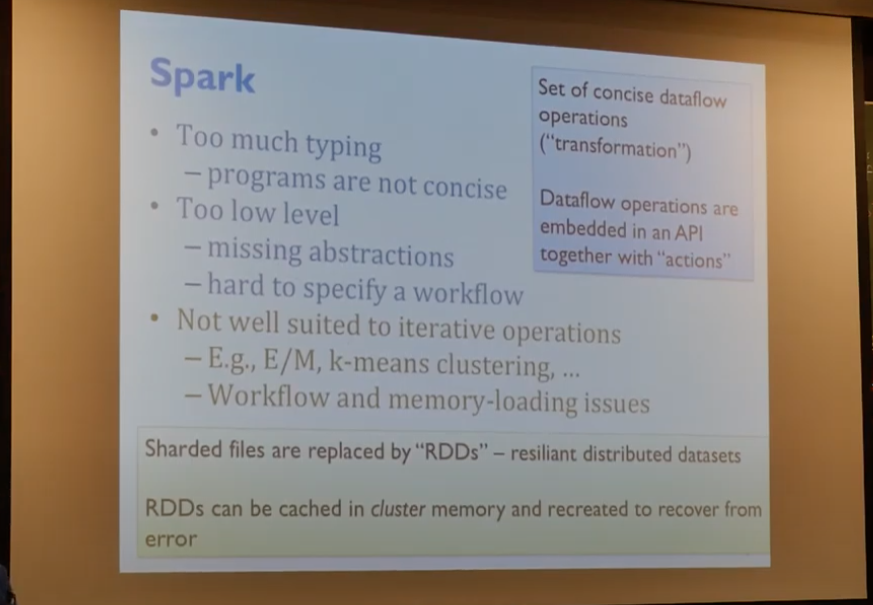 Spark
• Too much typing
– programs are not concise
• Too low level
– missing abstractions
– hard to specify a workflow
• Not well suited to iterative operations
– E.g., E/M, k-means clustering, ...
– Workflow and memory-loading issues
Set of concise dataflow
operations
(“transformation”)
Dataflow operations are
embedded in an API
together with “actions”
Sharded files are replaced by “RDDs” – resiliant distributed datasets
RDDs can be cached in cluster memory and recreated to recover from
error